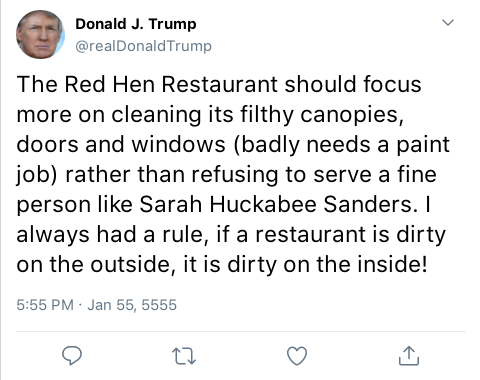 Donald J. Trump
@realDonaldTrump
The Red Hen Restaurant should focus
more on cleaning its filthy canopies,
doors and windows (badly needs a paint
job) rather than refusing to serve a fine
person like Sarah Huckabee Sanders. I
always had a rule, if a restaurant is dirty
on the outside, it is dirty on the inside!
5:55 PM · Jan 55, 5555